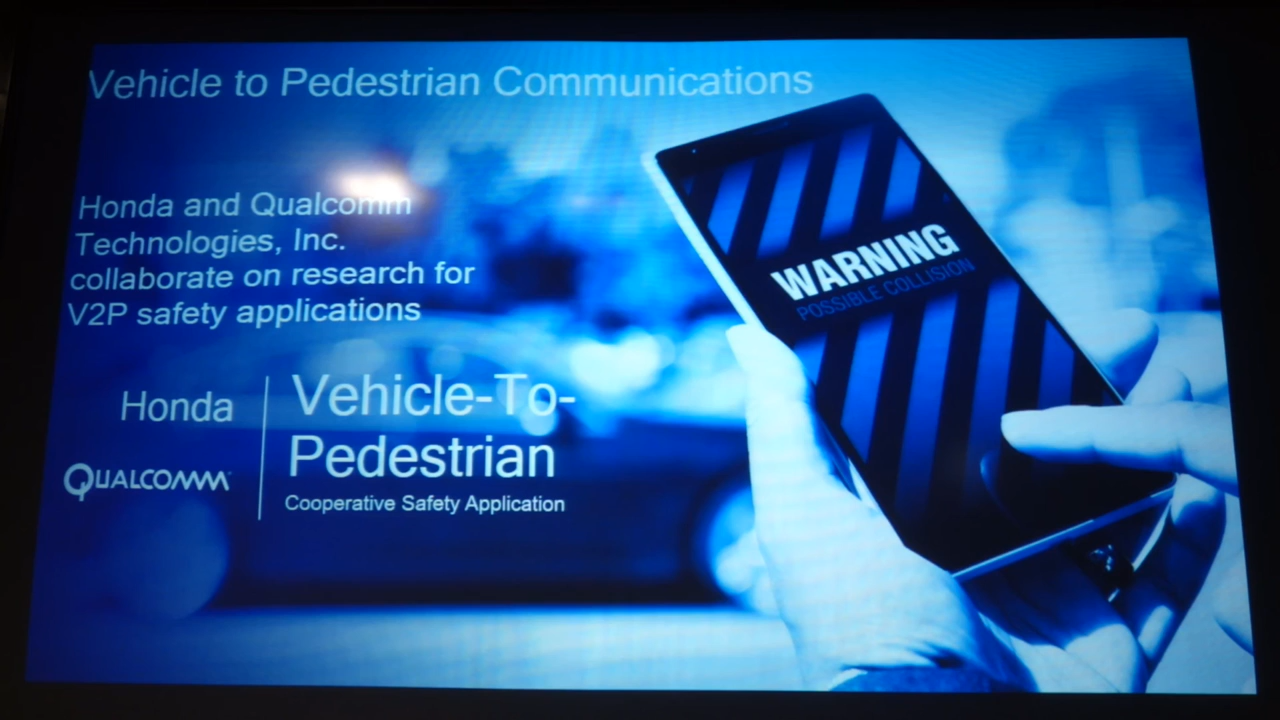 Vehicle to Pedestrian Communications
Honda and Qualcomm
Technologies, Inc.
collaborate on research for
V2P safety applications
Honda
QUALCOMM™
Vehicle-To-
Pedestrian
Cooperative Safety Application
WARNING
POSSIBLE COLLISION